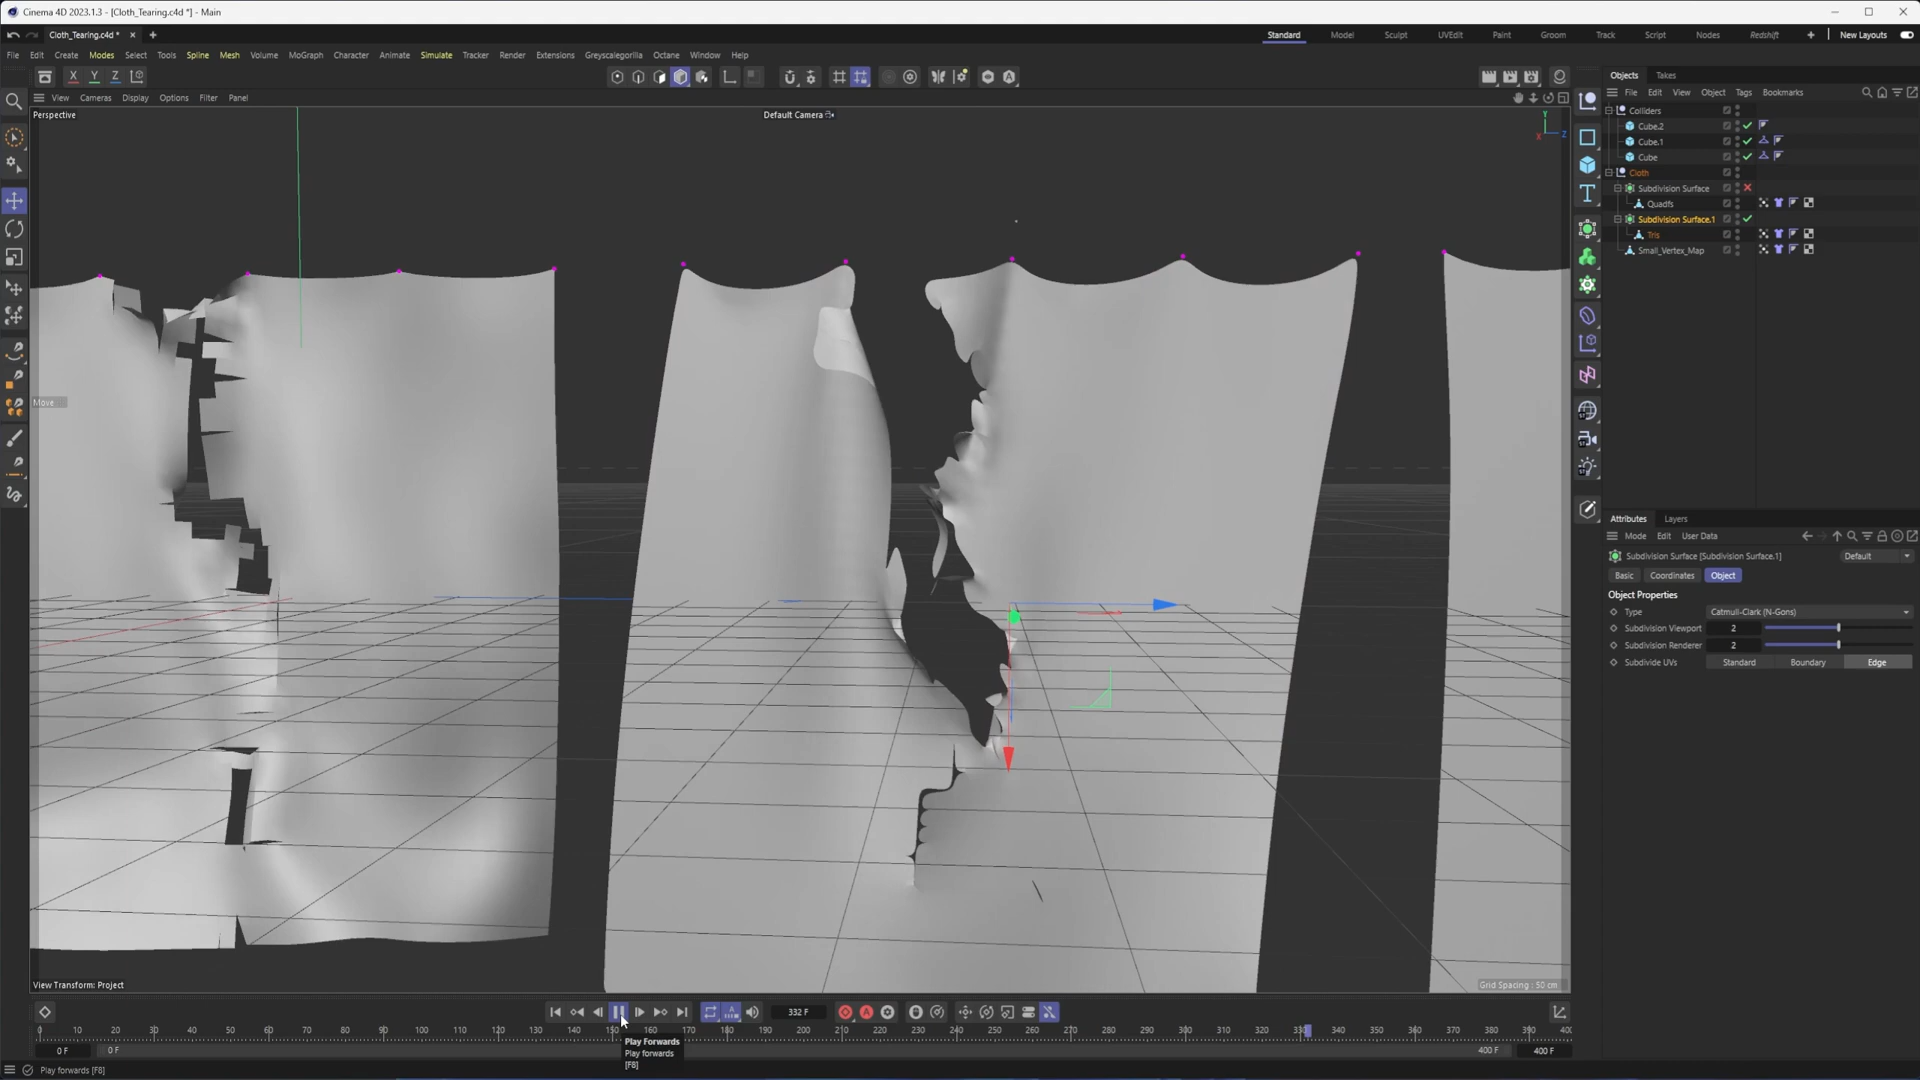 Cinema 4D 2023.1.3 - [Cloth_Tearing.c4d *] - Main
Cloth_Tearing.c4d *
Standard Model Sculpt UVEdit Paint Groom Track Script Nodes Redshift New Layouts
File Edit Create Modes Select Tools Spline Mesh Volume MoGraph Character Animate Simulate Tracker Render Extensions Greyscalegorilla Octane Window Help
X Y Z
Objects Takes
File Edit View Object Tags Bookmarks
View Cameras Display Options Filter Panel
Perspective
Default Camera
Y
X Z
Colliders
Cube.2
Cube.1
Cube
Cloth
Subdivision Surface
Quadfs
Subdivision Surface.1
Tris
Small_Vertex_Map
Move
Attributes Layers
Mode Edit User Data
Subdivision Surface [Subdivision Surface.1]
Default
Basic Coordinates Object
Object Properties
Type Catmull-Clark (N-Gons)
Subdivision Viewport 2
Subdivision Renderer 2
Subdivide UVs Standard Boundary Edge
View Transform: Project
Grid Spacing : 50 cm
332 F
0 10 20 30 40 50 60 70 80 90 100 110 120 130 140 150 160 170 180 190 200 210 220 230 240 250 260 270 280 290 300 310 320 330 340 350 360 370 380 390 400
0 F 0 F 400 F 400 F
Play Forwards
Play forwards
[F8]
Play forwards [F8]